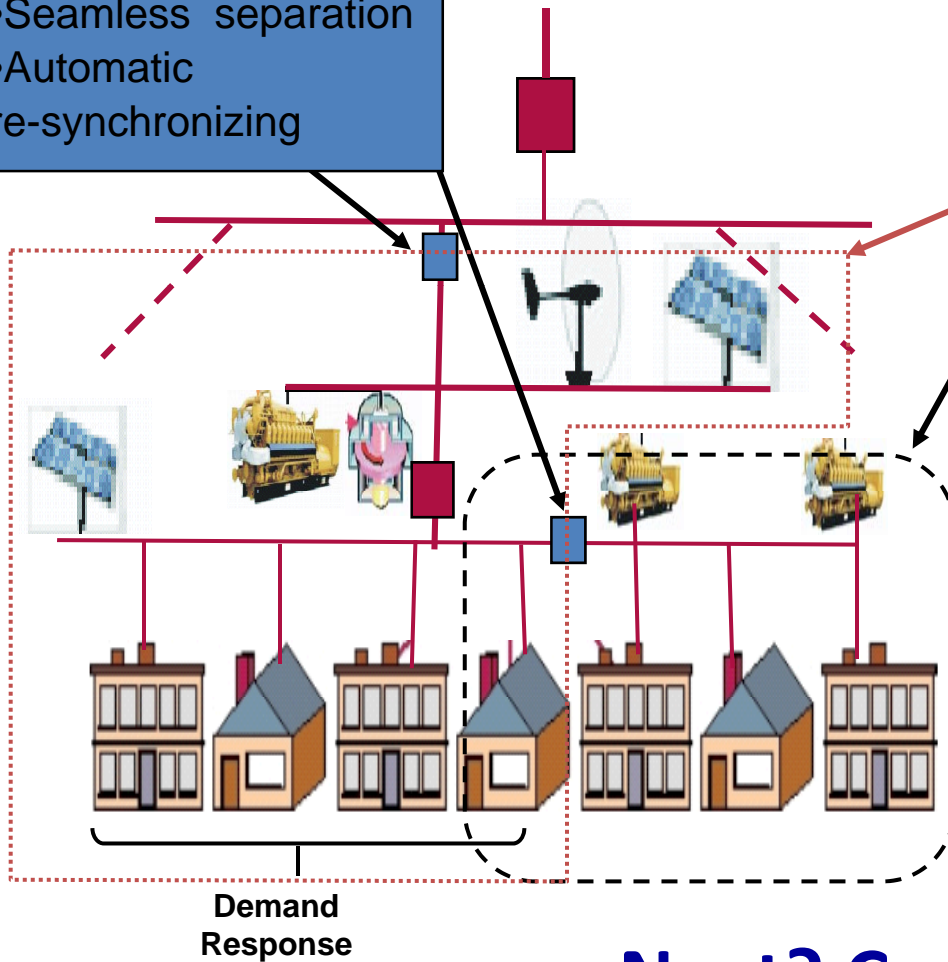 •Seamless separation
•Automatic
re-synchronizing
Demand
Response